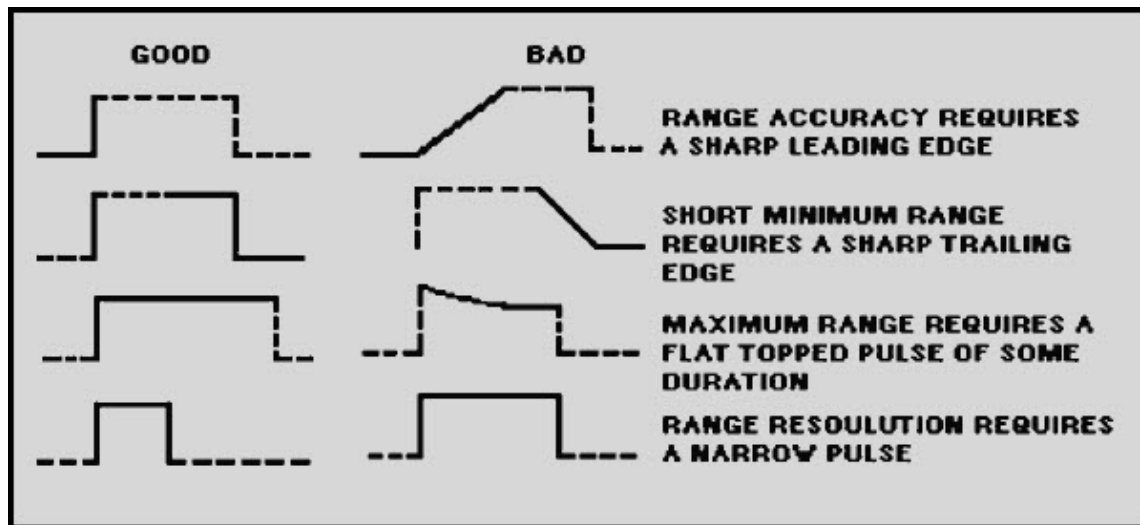 GOOD
BAD
RANGE ACCURACY REQUIRES
A SHARP LEADING EDGE
SHORT MINIMUM RANGE
REQUIRES A SHARP TRAILING
EDGE
MAXIMUM RANGE REQUIRES A
FLAT TOPPED PULSE OF SOME
DURATION
RANGE RESOULUTION REQUIRES
A NARROW PULSE